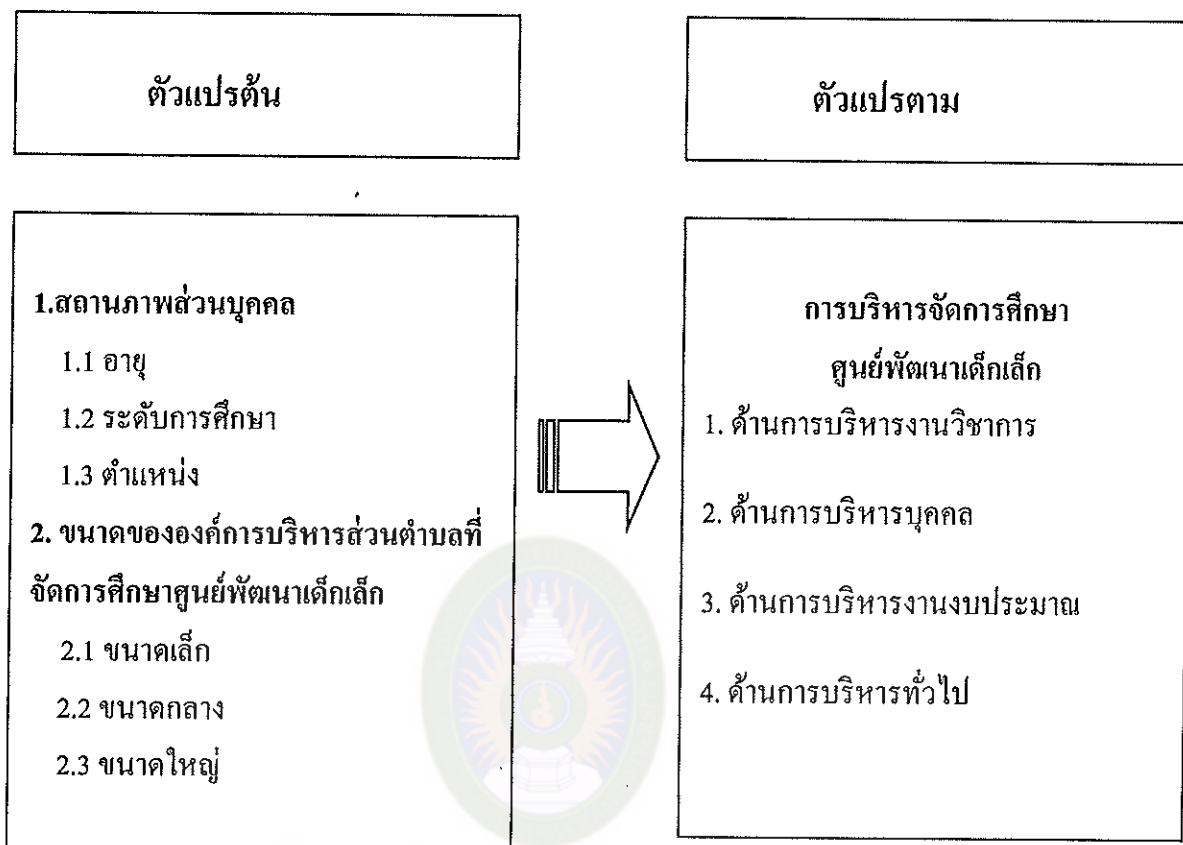 ตัวแปรต้น
ตัวแปรตาม
1.สถานภาพส่วนบุคคล
1.1 อายุ
1.2 ระดับการศึกษา
1.3 ตำแหน่ง
2. ขนาดขององค์การบริหารส่วนตำบลที่
จัดการศึกษาศูนย์พัฒนาเด็กเล็ก
2.1 ขนาดเล็ก
2.2 ขนาดกลาง
2.3 ขนาดใหญ่
การบริหารจัดการศึกษา
ศูนย์พัฒนาเด็กเล็ก
1. ด้านการบริหารงานวิชาการ
2. ด้านการบริหารบุคคล
3. ด้านการบริหารงานงบประมาณ
4. ด้านการบริหารทั่วไป